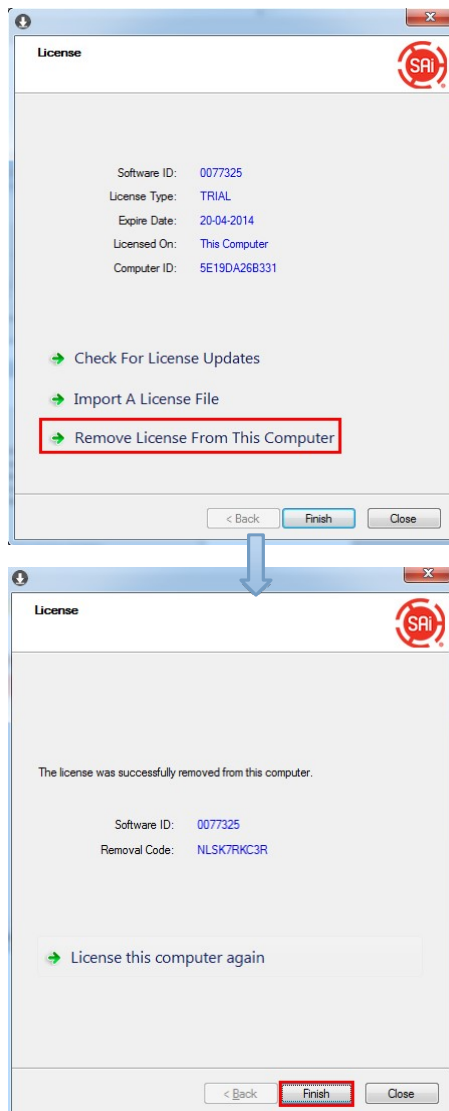 License
SAi
Software ID: 0077325
License Type: TRIAL
Expire Date: 20-04-2014
Licensed On: This Computer
Computer ID: 5E19DA26B331
Check For License Updates
Import A License File
Remove License From This Computer
< Back Finish Close
License
SAi
The license was successfully removed from this computer.
Software ID: 0077325
Removal Code: NLSK7RKC3R
License this computer again
< Back Finish Close